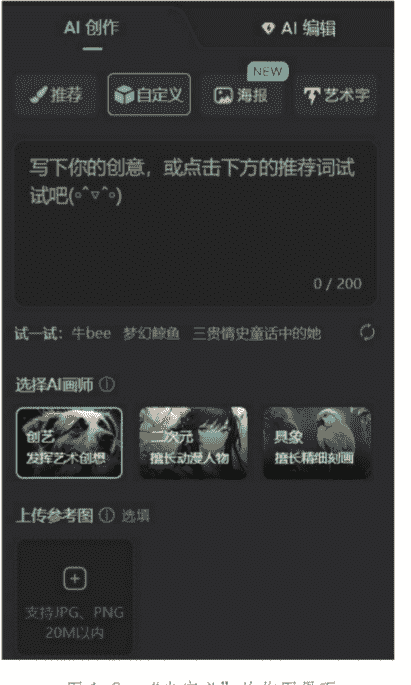 AI 创作
AI 编辑
NEW
推荐
自定义
海报
艺术字
写下你的创意，或点击下方的推荐词试
试吧(◦ˆ▽ˆ◦)
0 / 200
试一试： 牛bee 梦幻鲸鱼 三贵情史童话中的她
选择AI画师
创艺
发挥艺术创想
二次元
擅长动漫人物
具象
擅长精细刻画
上传参考图 选填
支持JPG、PNG
20M以内